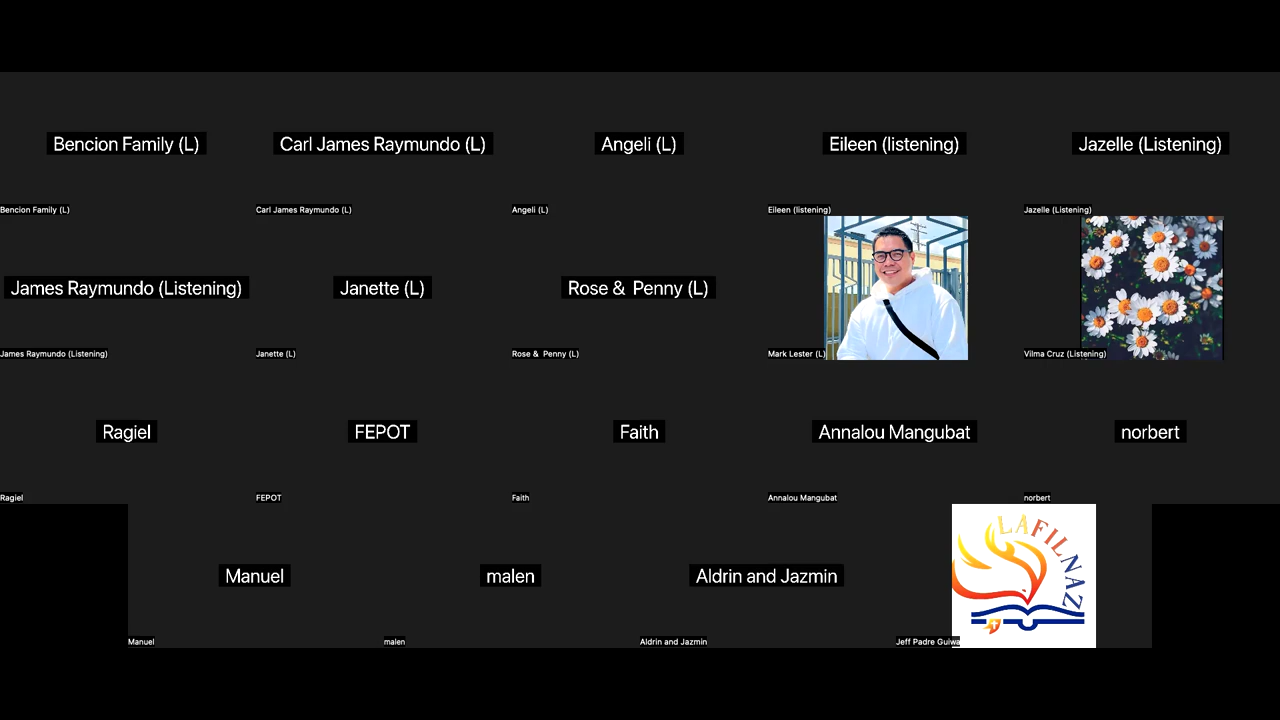 Bencion Family (L)
Carl James Raymundo (L)
Angeli (L)
Eileen (listening)
Jazelle (Listening)
Bencion Family (L)
Carl James Raymundo (L)
Angeli (L)
Eileen (listening)
Jazelle (Listening)
James Raymundo (Listening)
Janette (L)
Rose & Penny (L)
James Raymundo (Listening)
Janette (L)
Rose & Penny (L)
Mark Lester (L)
Vilma Cruz (Listening)
Ragiel
FEPOT
Faith
Annalou Mangubat
norbert
Ragiel
FEPOT
Faith
Annalou Mangubat
norbert
LAFILNAZ
Manuel
malen
Aldrin and Jazmin
Manuel
malen
Aldrin and Jazmin
Jeff Padre Guiwa